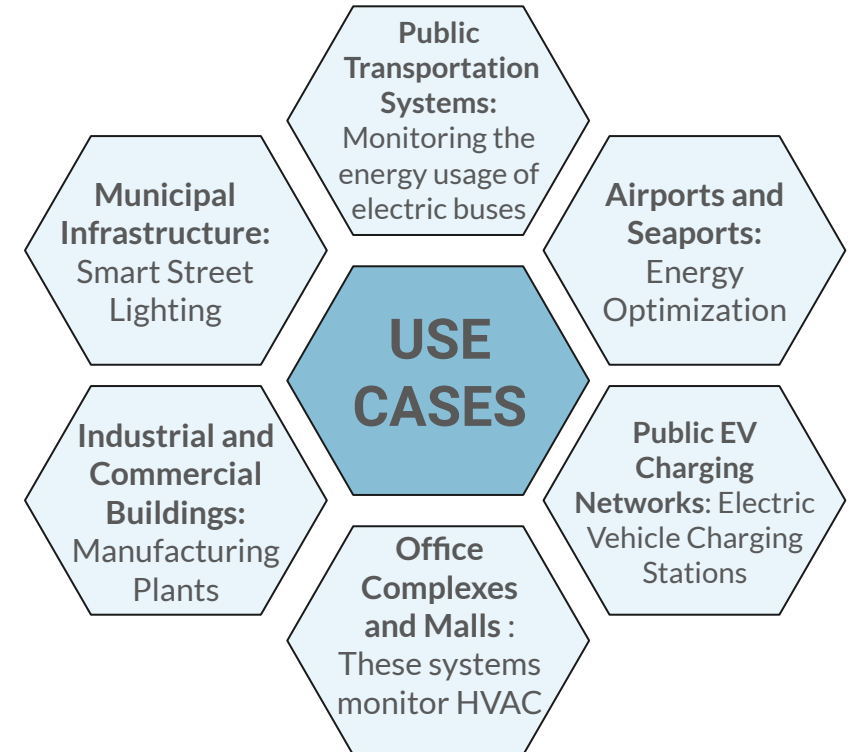 Public
Transportation
Systems:
Monitoring the
energy usage of
electric buses
Municipal
Infrastructure:
Smart Street
Lighting
Airports and
Seaports:
Energy
Optimization
USE
CASES
Industrial and
Commercial
Buildings:
Manufacturing
Plants
Public EV
Charging
Networks: Electric
Vehicle Charging
Stations
Office
Complexes
and Malls :
These systems
monitor HVAC